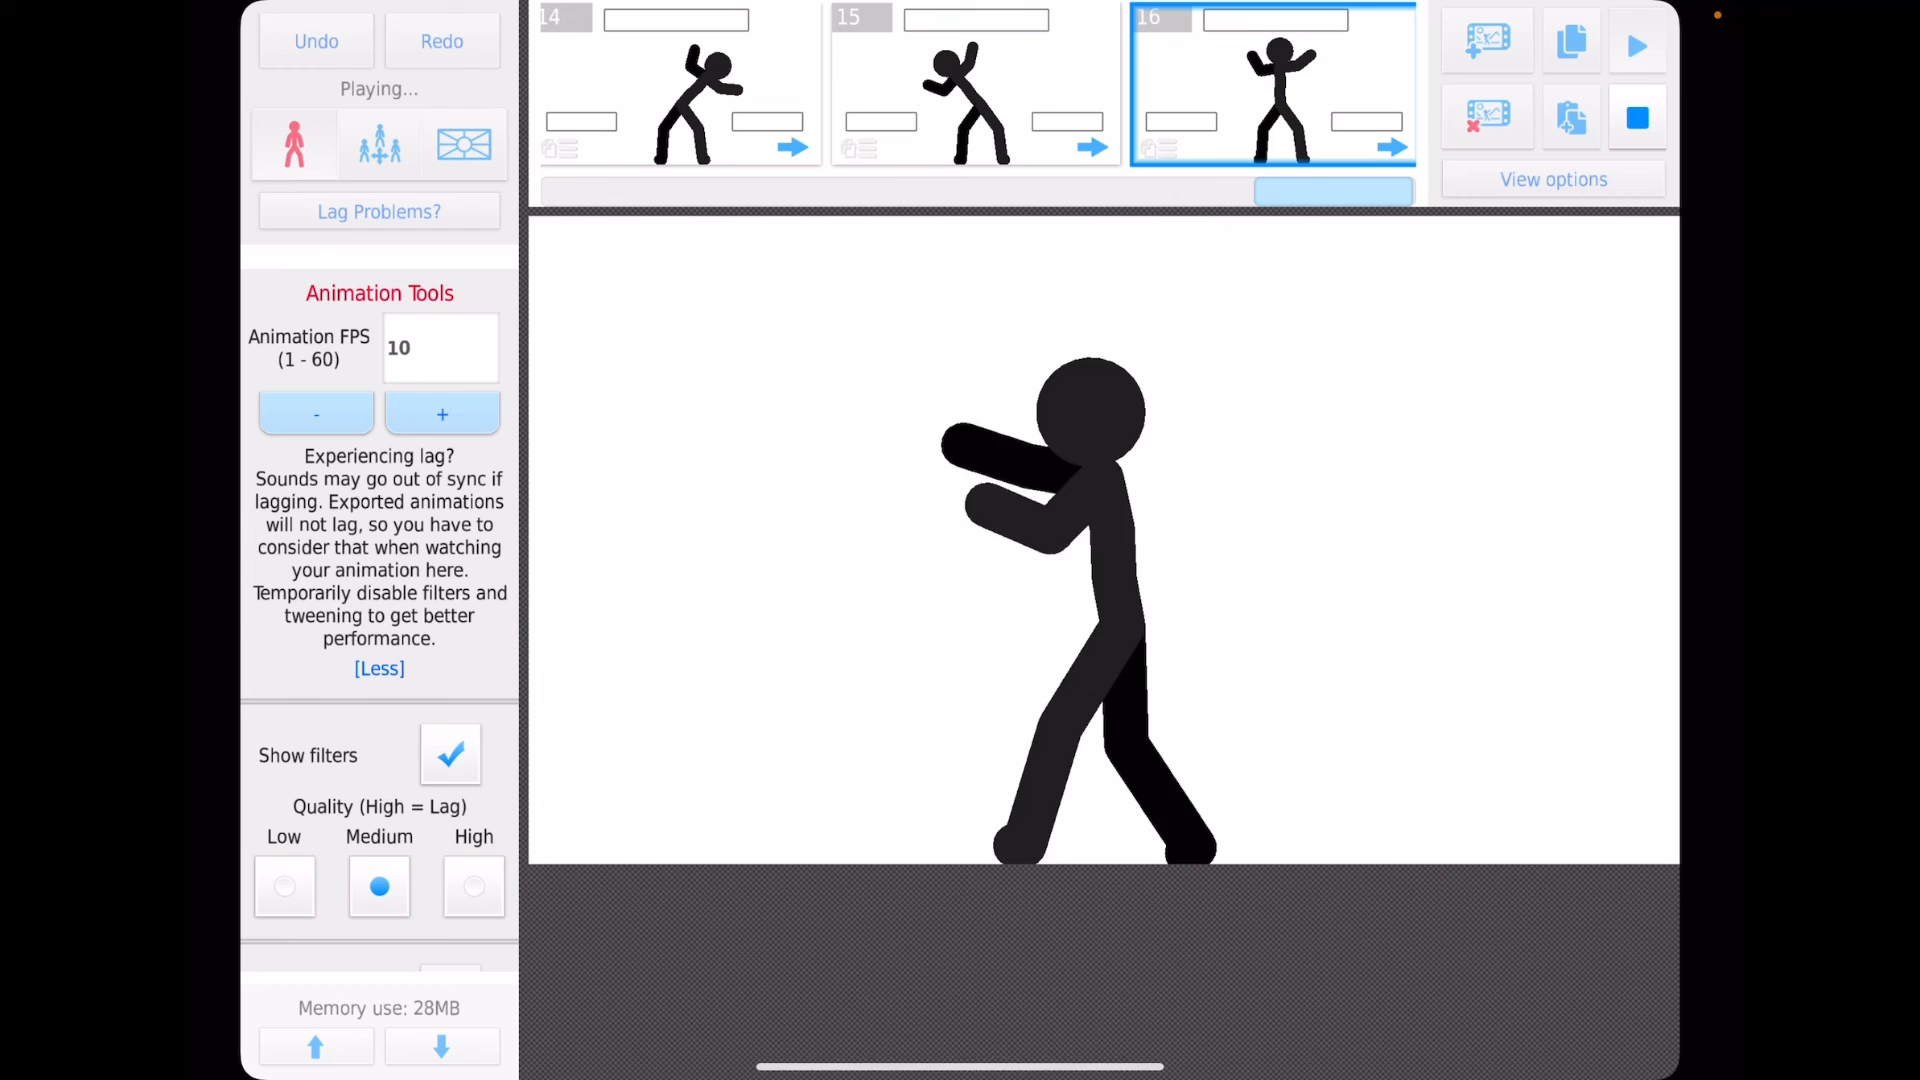 Undo
Redo
Playing...
Lag Problems?
14
15
16
View options
Animation Tools
Animation FPS
(1 - 60)
10
-
+
Experiencing lag?
Sounds may go out of sync if
lagging. Exported animations
will not lag, so you have to
consider that when watching
your animation here.
Temporarily disable filters and
tweening to get better
performance.
[Less]
Show filters
Quality (High = Lag)
Low
Medium
High
Memory use: 28MB